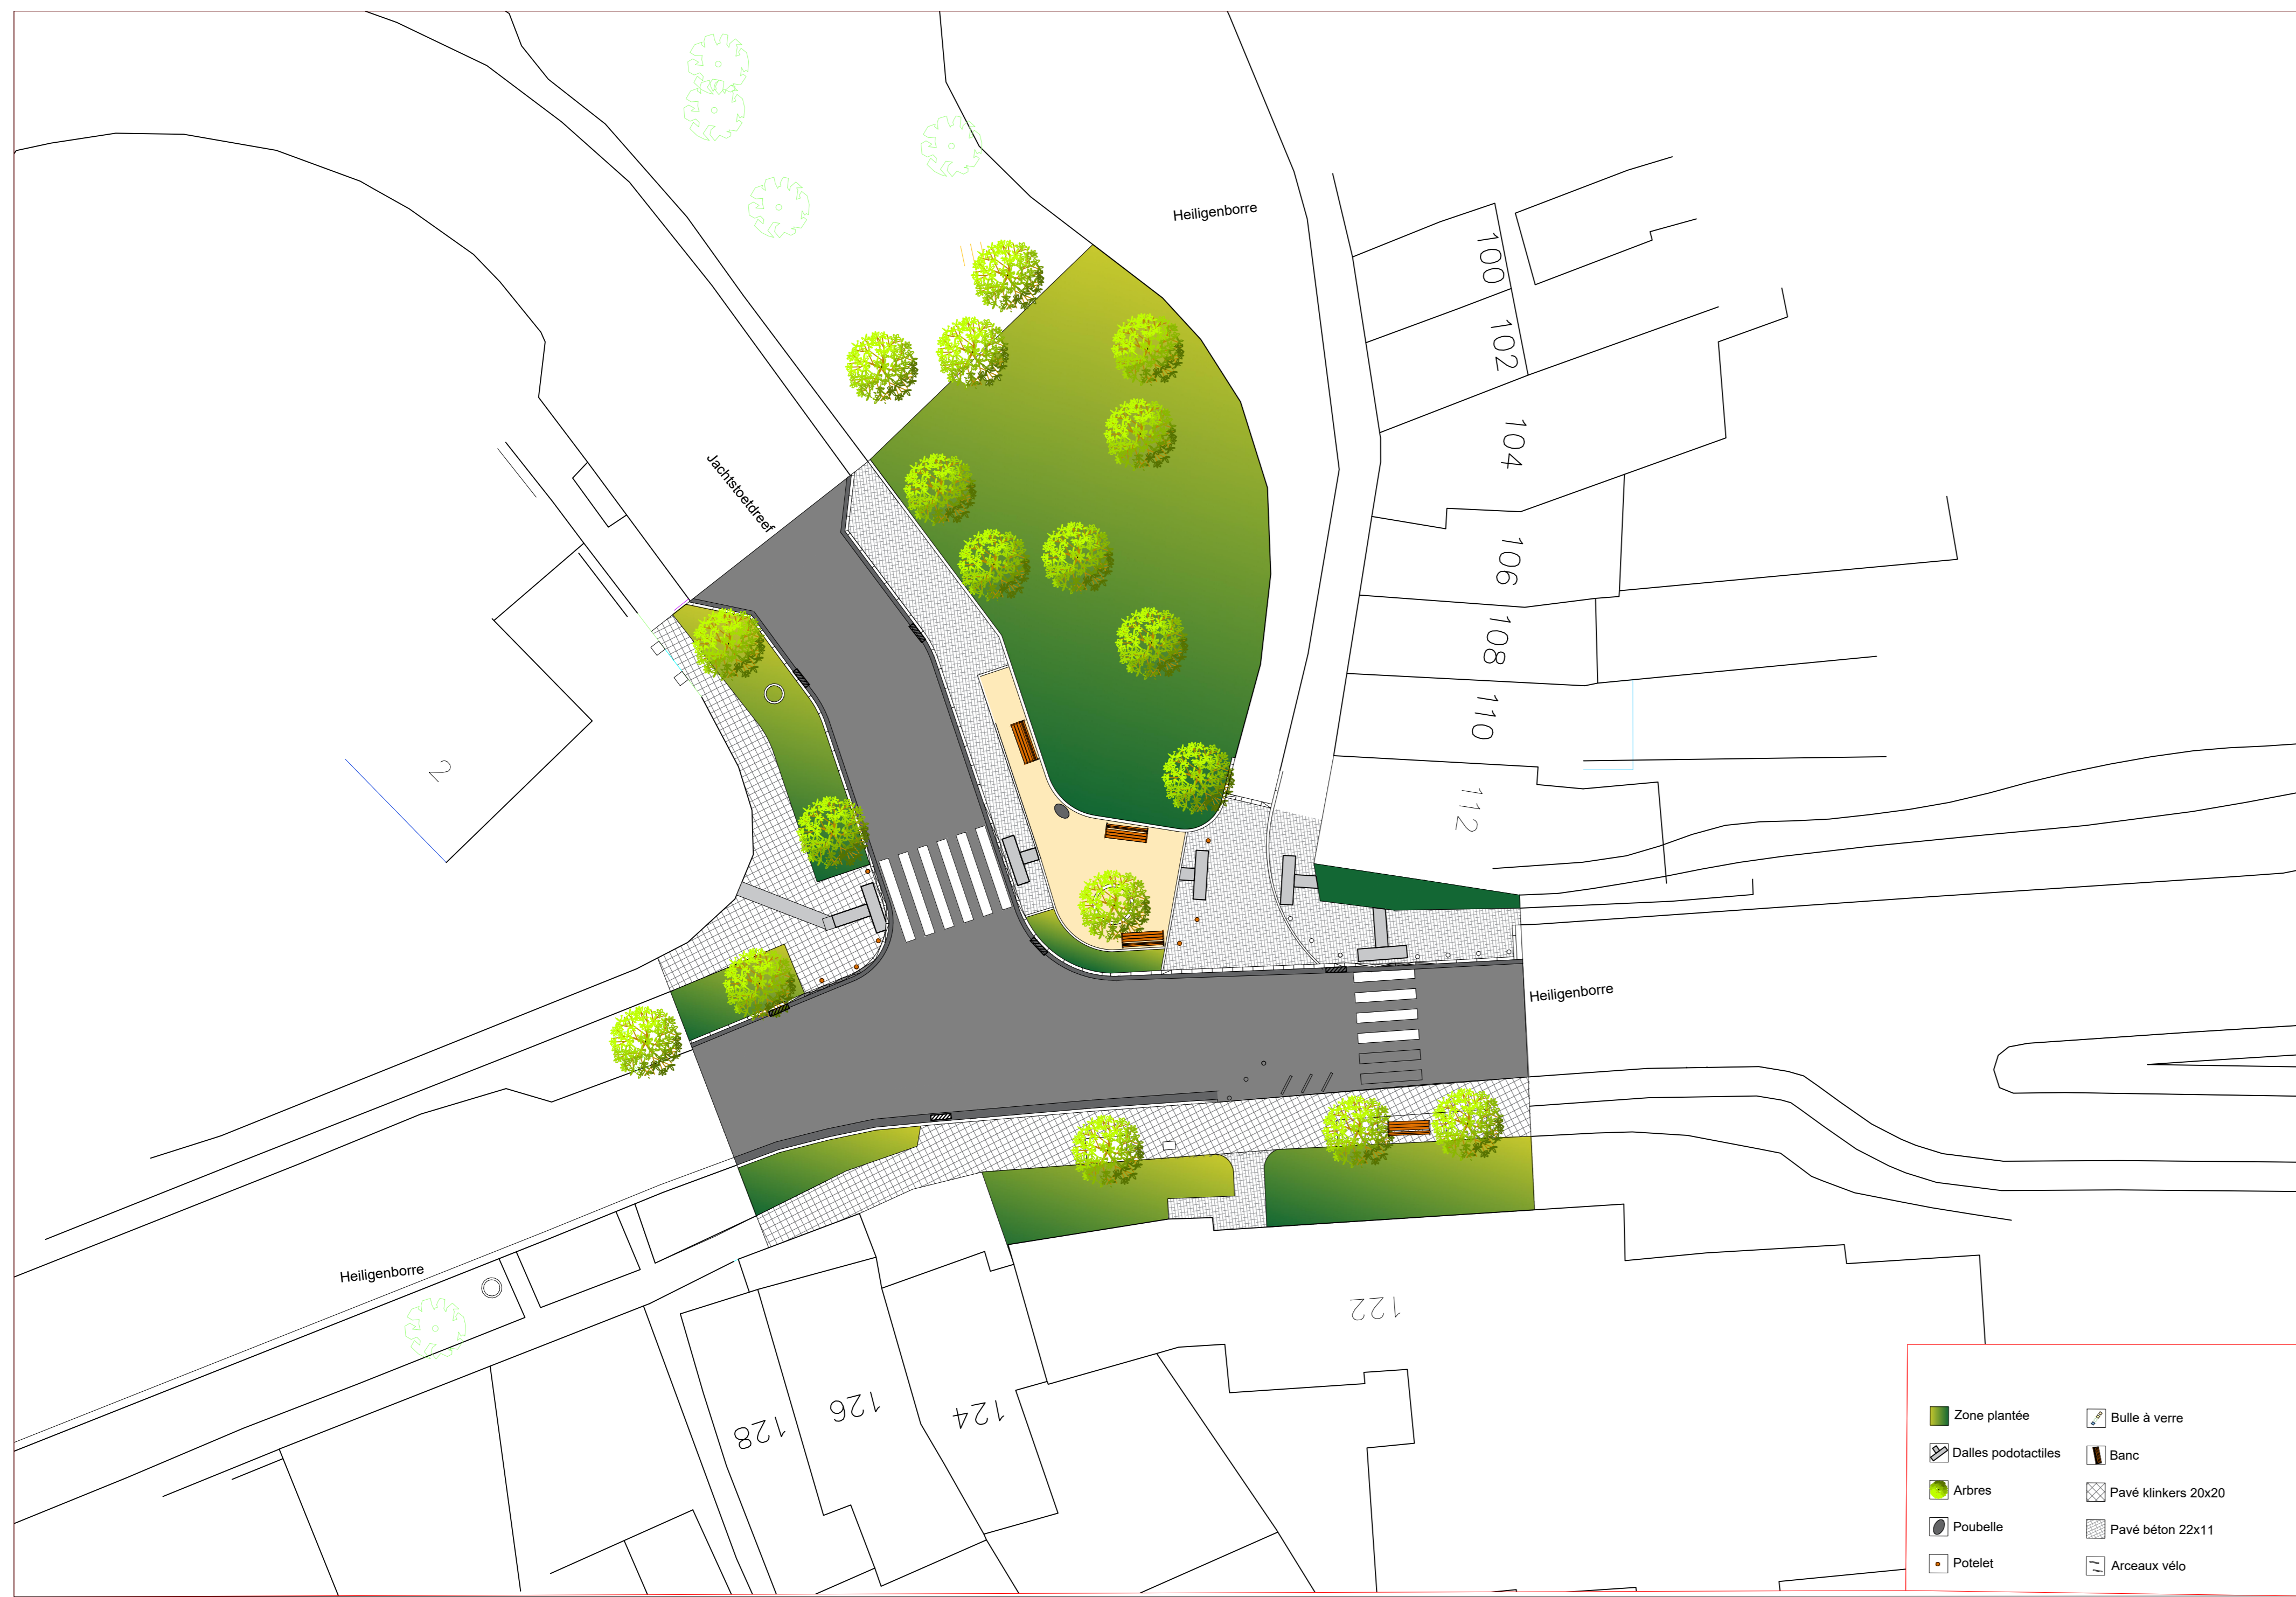 Heiligenborre
100
102
Jachtstoetdreef
104
106
108
110
2
112
Heiligenborre
Heiligenborre
122
128
126
124
Zone plantée
Bulle à verre
Dalles podotactiles
Banc
Arbres
Pavé klinkers 20x20
Poubelle
Pavé béton 22x11
Potelet
Arceaux vélo